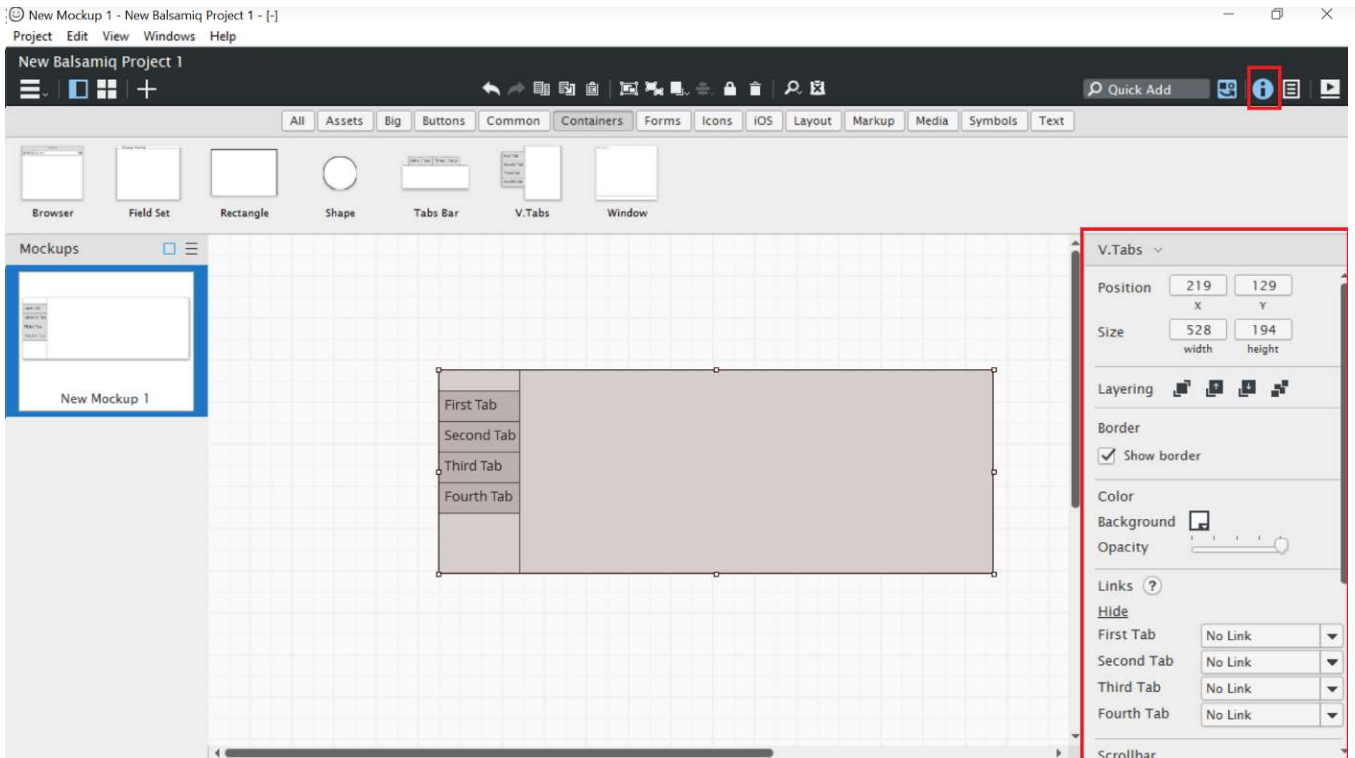 New Mockup 1 - New Balsamiq Project 1 - [-]
Project Edit View Windows Help
New Balsamiq Project 1
Quick Add
All Assets Big Buttons Common Containers Forms Icons iOS Layout Markup Media Symbols Text
Browser Field Set Rectangle Shape Tabs Bar V.Tabs Window
Mockups
New Mockup 1
First Tab
Second Tab
Third Tab
Fourth Tab
V.Tabs
Position 219 129
X Y
Size 528 194
width height
Layering
Border
Show border
Color
Background
Opacity
Links ?
Hide
First Tab No Link
Second Tab No Link
Third Tab No Link
Fourth Tab No Link
Scrollbar